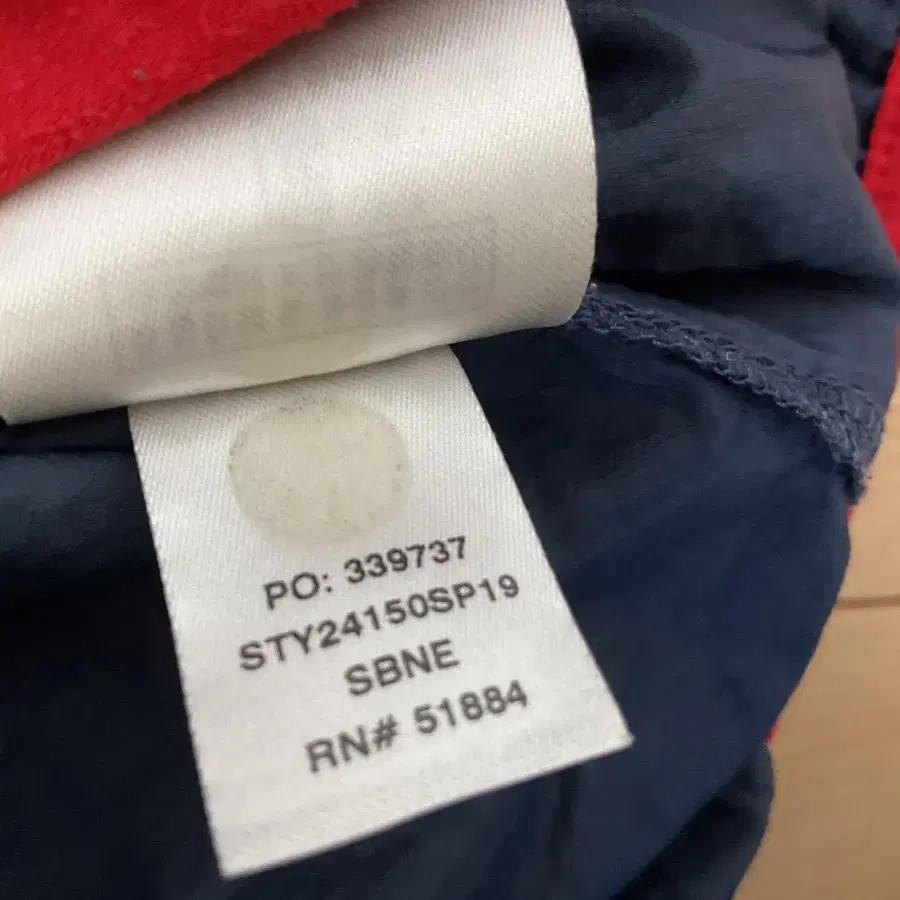 PO: 339737
STY24150SP19
SBNE
RN# 51884